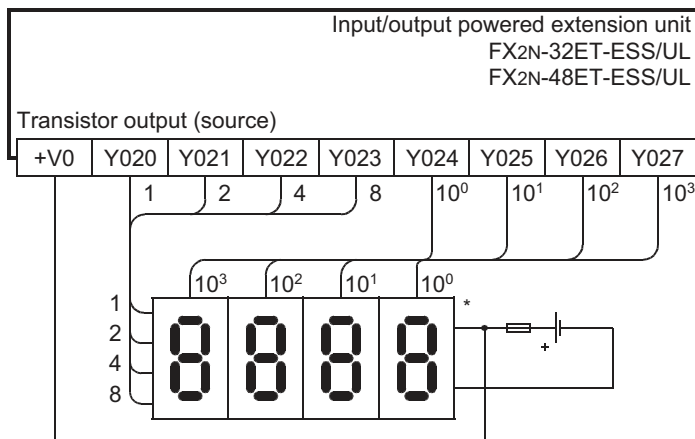 Input/output powered extension unit
FX2N-32ET-ESS/UL
FX2N-48ET-ESS/UL
Transistor output (source)
+V0 Y020 Y021 Y022 Y023 Y024 Y025 Y026 Y027
1 2 4 8 10⁰ 10¹ 10² 10³
10³ 10² 10¹ 10⁰
1 *
2
+
4
8
8888